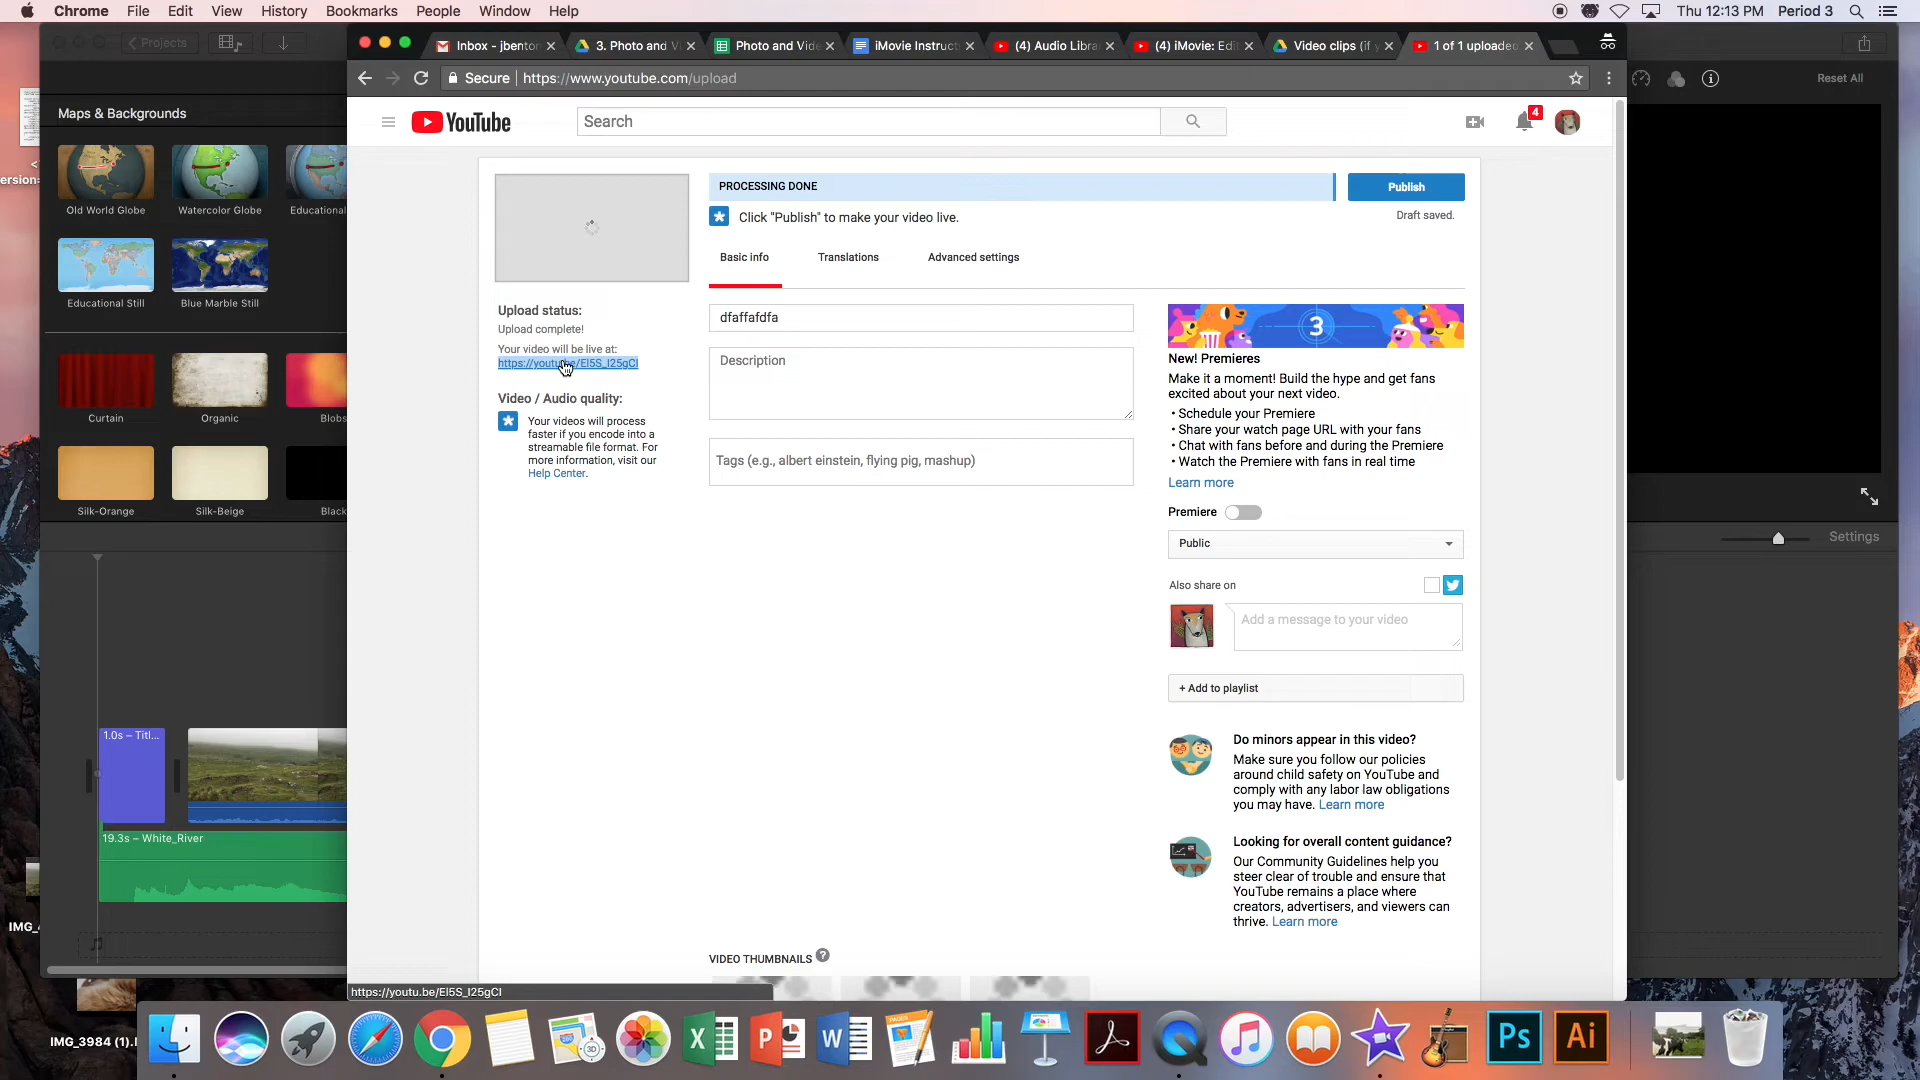 Chrome File Edit View History Bookmarks People Window Help
Thu 12:13 PM Period 3
Projects
Inbox - jbenton
3. Photo and Vi
Photo and Vide
iMovie Instruct
(4) Audio Libra
(4) iMovie: Edit
Video clips (if y
1 of 1 uploaded
Secure https://www.youtube.com/upload
Reset All
Maps & Backgrounds
YouTube
Search
4
Old World Globe
Watercolor Globe
Educational
Educational Still
Blue Marble Still
Curtain
Organic
Blobs
Silk-Orange
Silk-Beige
Black
ersion:
PROCESSING DONE
Publish
Click "Publish" to make your video live.
Draft saved.
Basic info
Translations
Advanced settings
Upload status:
Upload complete!
Your video will be live at:
https://youtu.be/EI5S_I25gCI
Video / Audio quality:
Your videos will process
faster if you encode into a
streamable file format. For
more information, visit our
Help Center.
dfaffafdfa
Description
Tags (e.g., albert einstein, flying pig, mashup)
3
New! Premieres
Make it a moment! Build the hype and get fans
excited about your next video.
• Schedule your Premiere
• Share your watch page URL with your fans
• Chat with fans before and during the Premiere
• Watch the Premiere with fans in real time
Learn more
Premiere
Public
Also share on
Add a message to your video
+ Add to playlist
Do minors appear in this video?
Make sure you follow our policies
around child safety on YouTube and
comply with any labor law obligations
you may have. Learn more
Looking for overall content guidance?
Our Community Guidelines help you
steer clear of trouble and ensure that
YouTube remains a place where
creators, advertisers, and viewers can
thrive. Learn more
VIDEO THUMBNAILS ?
Settings
1.0s – Titl...
19.3s – White_River
https://youtu.be/EI5S_I25gCI
IMG_3984 (1).
3D
X
P
W
PAGES
Ps
Ai